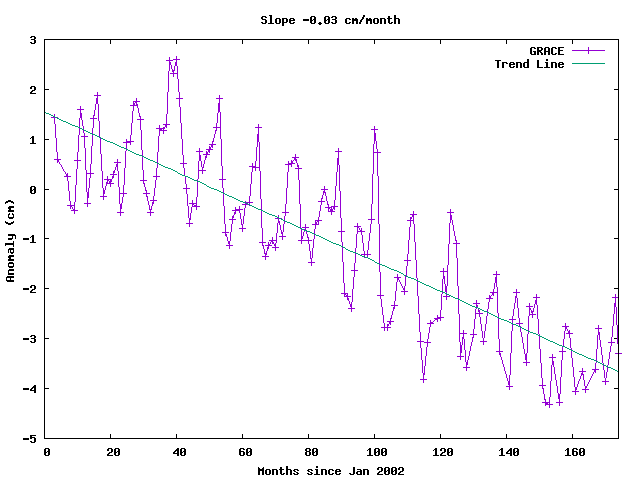 Slope -0.03 cm/month
GRACE
Trend Line
3
2
1
0
-1
-2
-3
-4
-5
Anomaly (cm)
0 20 40 60 80 100 120 140 160
Months since Jan 2002